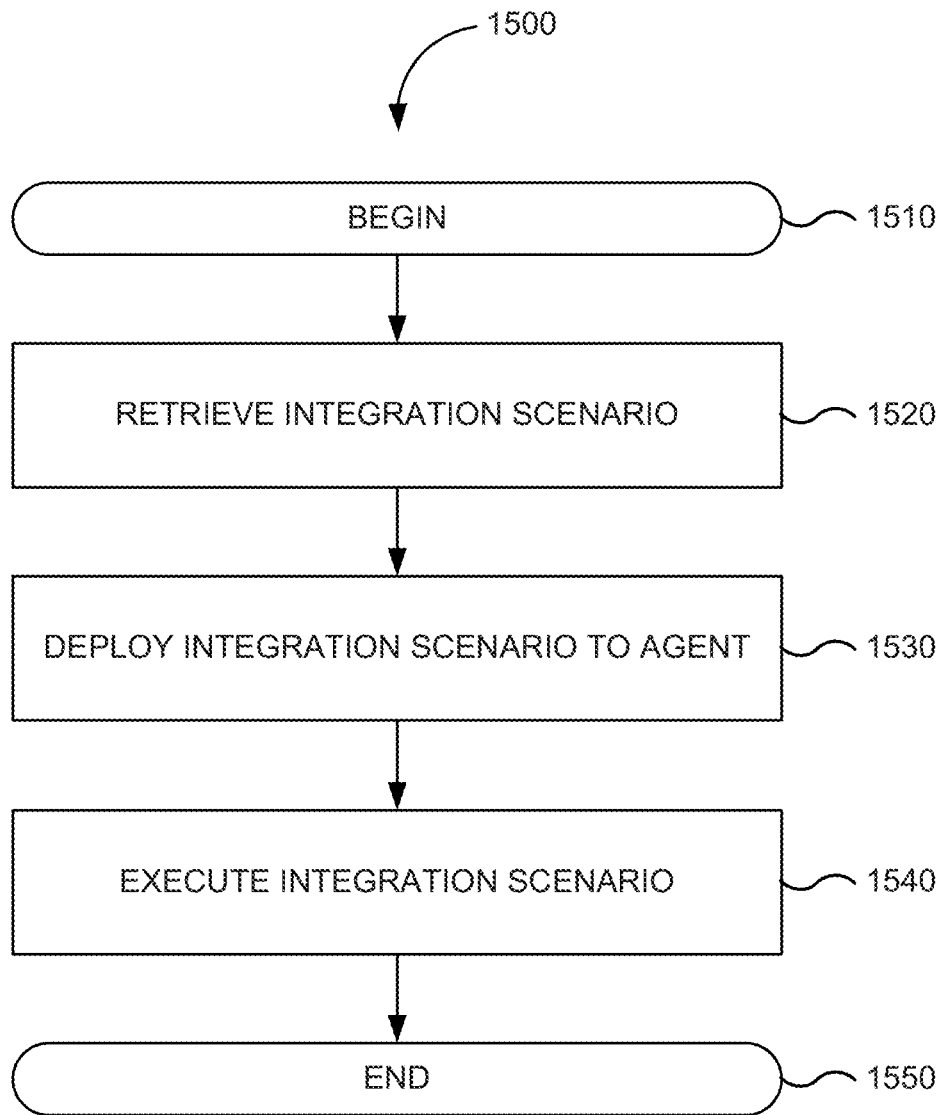 1500
BEGIN
1510
RETRIEVE INTEGRATION SCENARIO
1520
DEPLOY INTEGRATION SCENARIO TO AGENT
1530
EXECUTE INTEGRATION SCENARIO
1540
END
1550